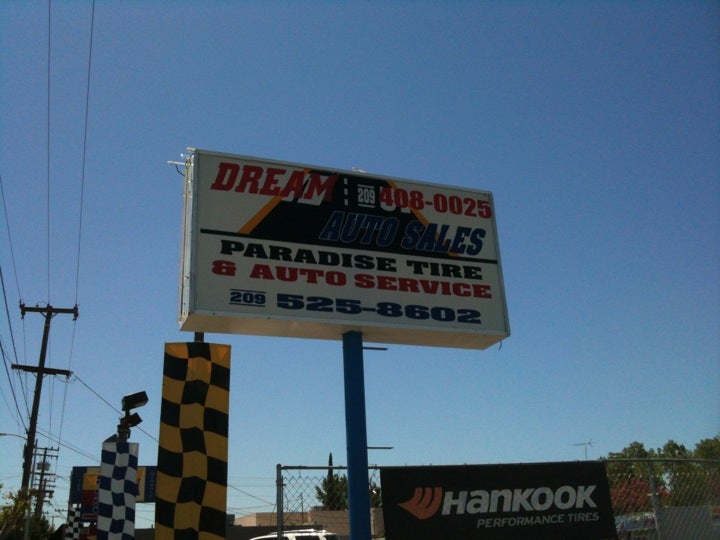 DREAM 209 408-0025
AUTO SALES
PARADISE TIRE
& AUTO SERVICE
209 525-8602
HANKOOK
PERFORMANCE TIRES